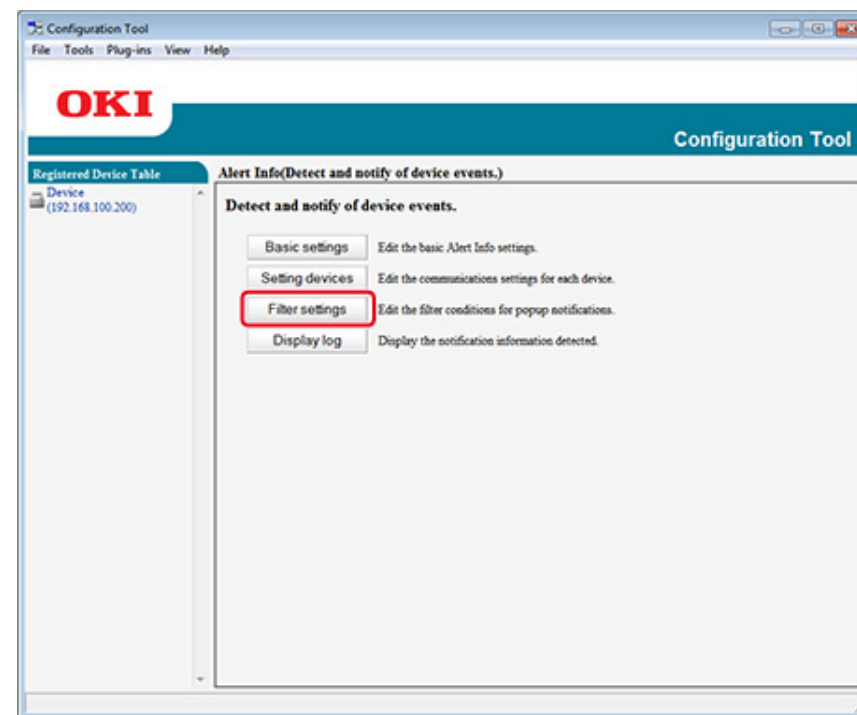 Configuration Tool
File Tools Plug-ins View Help
OKI
Configuration Tool
Registered Device Table
Device
(192.168.100.200)
Alert Info(Detect and notify of device events.)
Detect and notify of device events.
Basic settings Edit the basic Alert Info settings.
Setting devices Edit the communications settings for each device.
Filter settings Edit the filter conditions for popup notifications.
Display log Display the notification information detected.